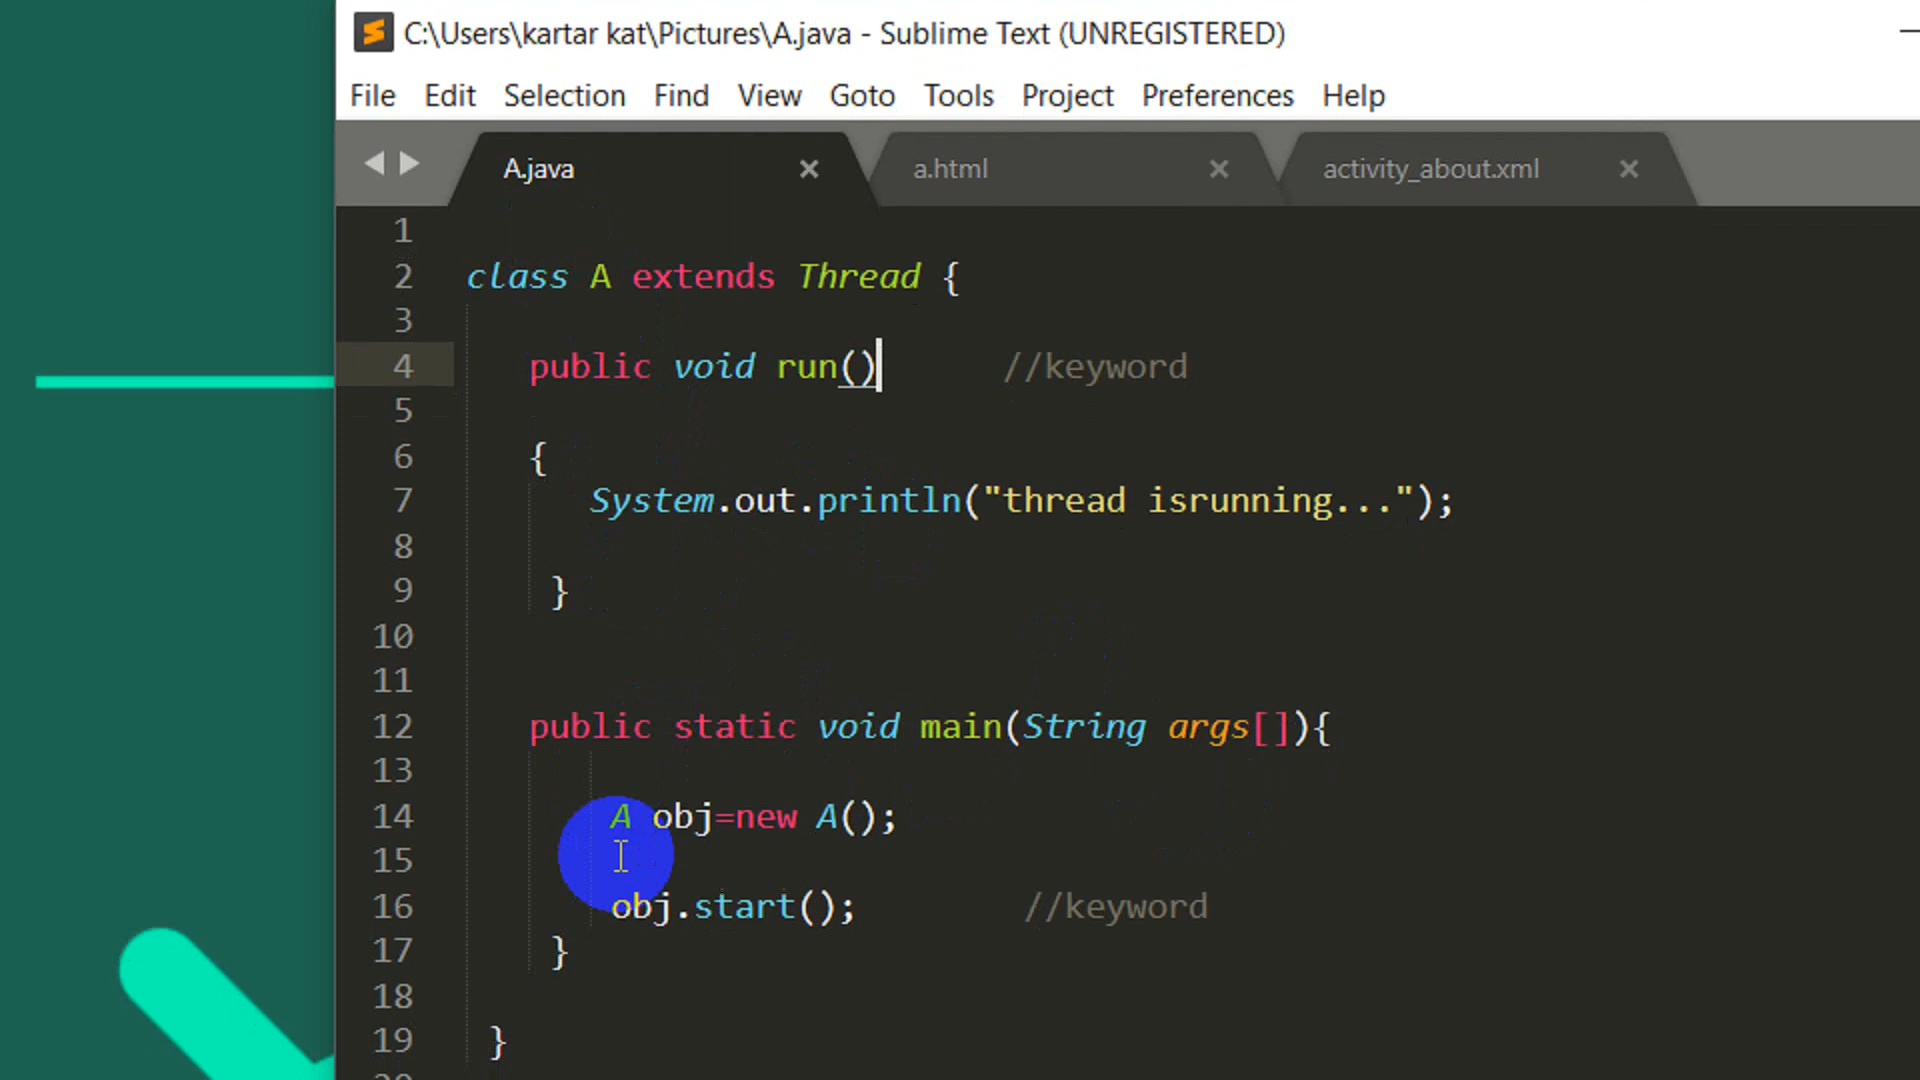 C:\Users\kartar kat\Pictures\A.java - Sublime Text (UNREGISTERED)
File Edit Selection Find View Goto Tools Project Preferences Help
A.java a.html activity_about.xml
1
2 class A extends Thread {
3
4 public void run() //keyword
5
6 {
7 System.out.println("thread isrunning...");
8
9 }
10
11
12 public static void main(String args[]){
13
14 A obj=new A();
15
16 obj.start(); //keyword
17 }
18
19 }